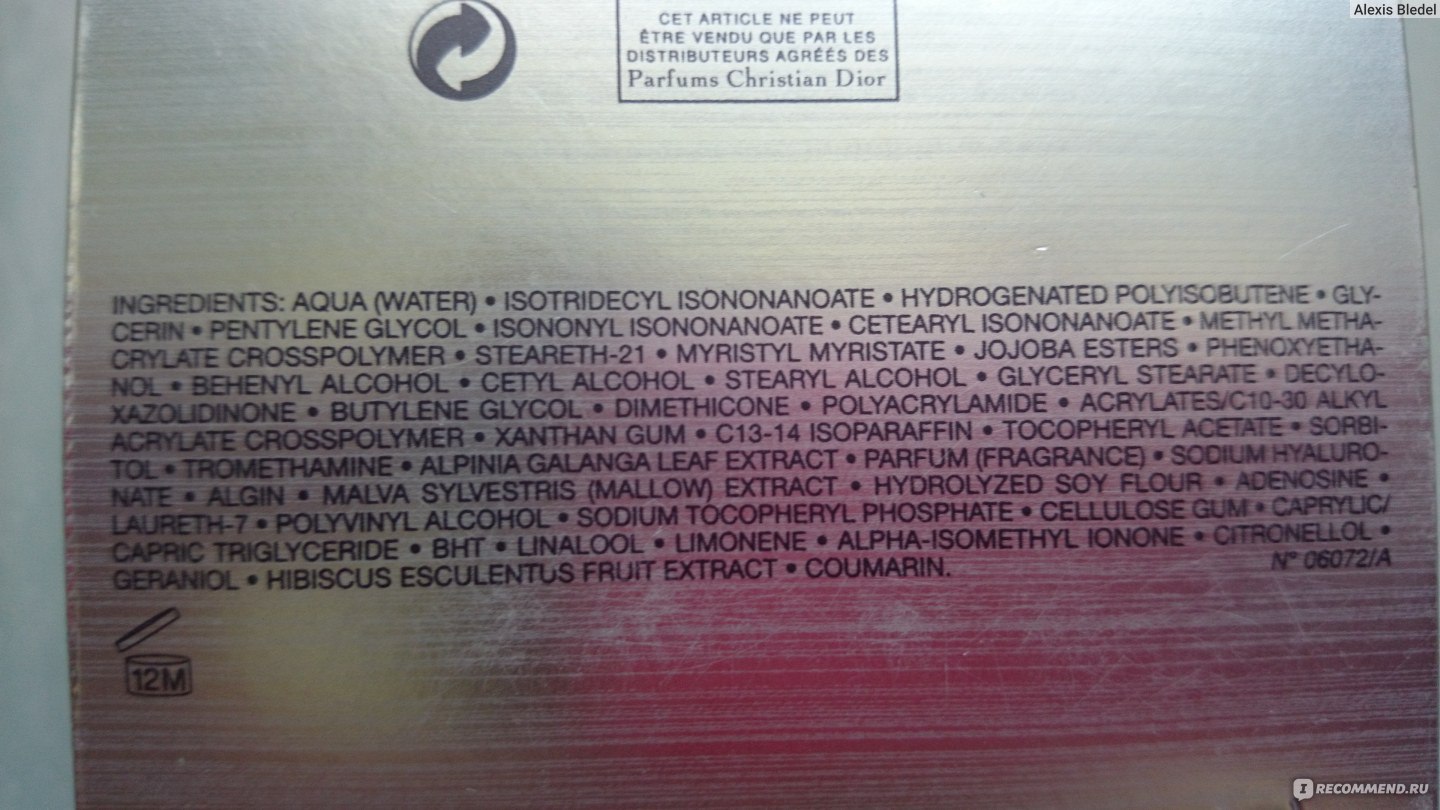 Alexis Bledel
CET ARTICLE NE PEUT
ÊTRE VENDU QUE PAR LES
DISTRIBUTEURS AGRÉÉS DES
Parfums Christian Dior
INGREDIENTS: AQUA (WATER) • ISOTRIDECYL ISONONANOATE • HYDROGENATED POLYISOBUTENE • GLY-
CERIN • PENTYLENE GLYCOL • ISONONYL ISONONANOATE • CETEARYL ISONONANOATE • METHYL METHA-
CRYLATE CROSSPOLYMER • STEARETH-21 • MYRISTYL MYRISTATE • JOJOBA ESTERS • PHENOXYETHA-
NOL • BEHENYL ALCOHOL • CETYL ALCOHOL • STEARYL ALCOHOL • GLYCERYL STEARATE • DECYLO-
XAZOLIDINONE • BUTYLENE GLYCOL • DIMETHICONE • POLYACRYLAMIDE • ACRYLATES/C10-30 ALKYL
ACRYLATE CROSSPOLYMER • XANTHAN GUM • C13-14 ISOPARAFFIN • TOCOPHERYL ACETATE • SORBI-
TOL • TROMETHAMINE • ALPINIA GALANGA LEAF EXTRACT • PARFUM (FRAGRANCE) • SODIUM HYALURO-
NATE • ALGIN • MALVA SYLVESTRIS (MALLOW) EXTRACT • HYDROLYZED SOY FLOUR • ADENOSINE •
LAURETH-7 • POLYVINYL ALCOHOL • SODIUM TOCOPHERYL PHOSPHATE • CELLULOSE GUM • CAPRYLIC/
CAPRIC TRIGLYCERIDE • BHT • LINALOOL • LIMONENE • ALPHA-ISOMETHYL IONONE • CITRONELLOL •
GERANIOL • HIBISCUS ESCULENTUS FRUIT EXTRACT • COUMARIN. N° 06072/A
12M
IRECOMMEND.RU